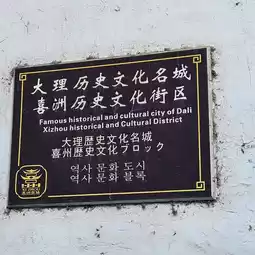 大理 历史文化名城
喜洲 历史文化街区
Famous historical and cultural city of Dali
Xizhou historical and Cultural District
大理歴史文化名城
喜州歷史文化ブロック
역사 문화 도시
역사 문화 블록